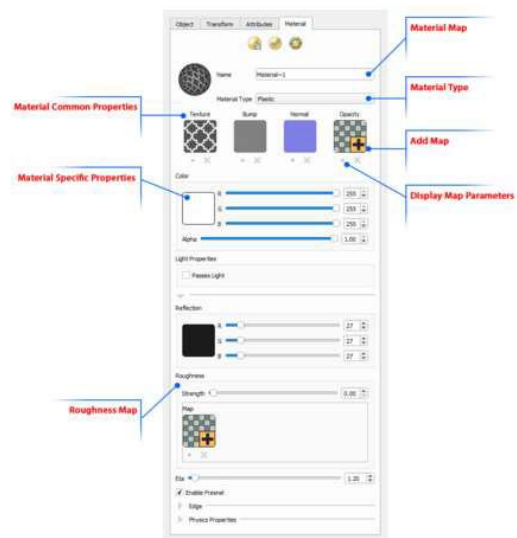 Object Transform Attributes Material
Material Map
Name Material~1
Material Type Plastic
Material Type
Material Common Properties
Texture Bump Normal Opacity
Add Map
Material Specific Properties
Display Map Parameters
Color
R 255
G 255
B 255
Alpha 1.00
Light Properties
Passes Light
Reflection
R 27
G 27
B 27
Roughness
Strength 0.00
Roughness Map
Map
Eta 1.20
Enable Fresnel
Edge
Physics Properties